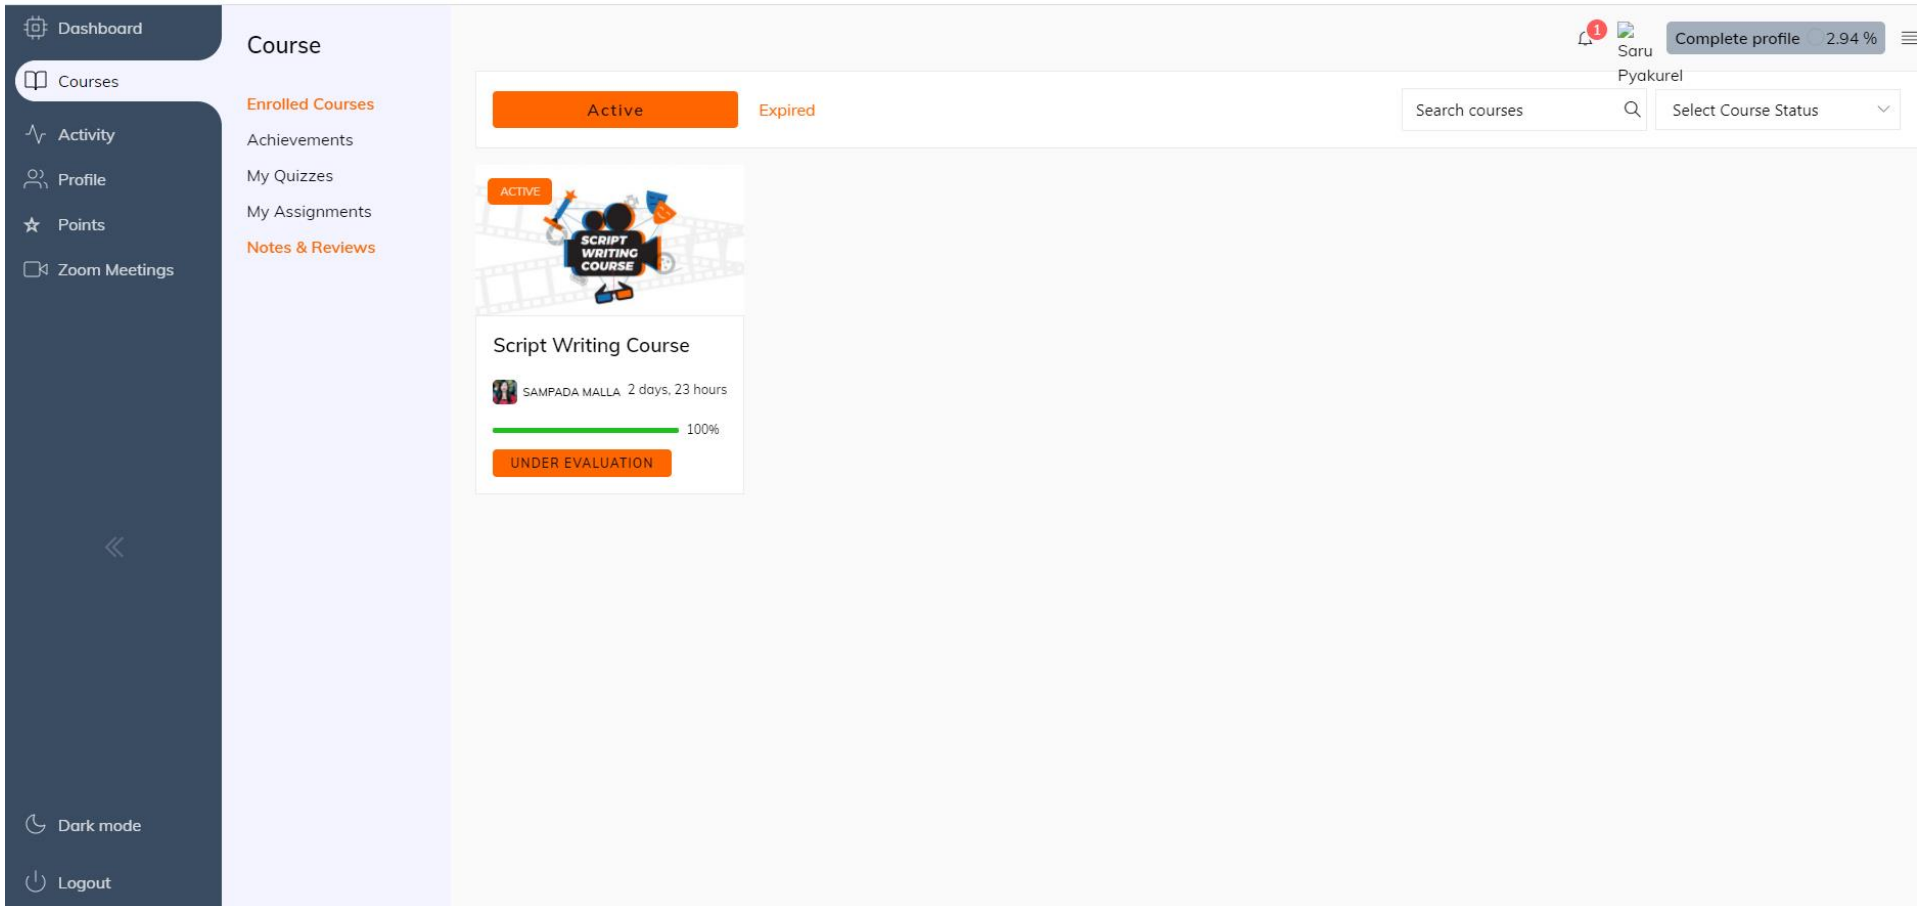 Dashboard
Courses
Activity
Profile
Points
Zoom Meetings
Dark mode
Logout
Course
Enrolled Courses
Achievements
My Quizzes
My Assignments
Notes & Reviews
1
Saru
Pyakurel
Complete profile 2.94 %
Active
Expired
Search courses
Select Course Status
ACTIVE
SCRIPT
WRITING
COURSE
Script Writing Course
SAMPADA MALLA 2 days, 23 hours
100%
UNDER EVALUATION